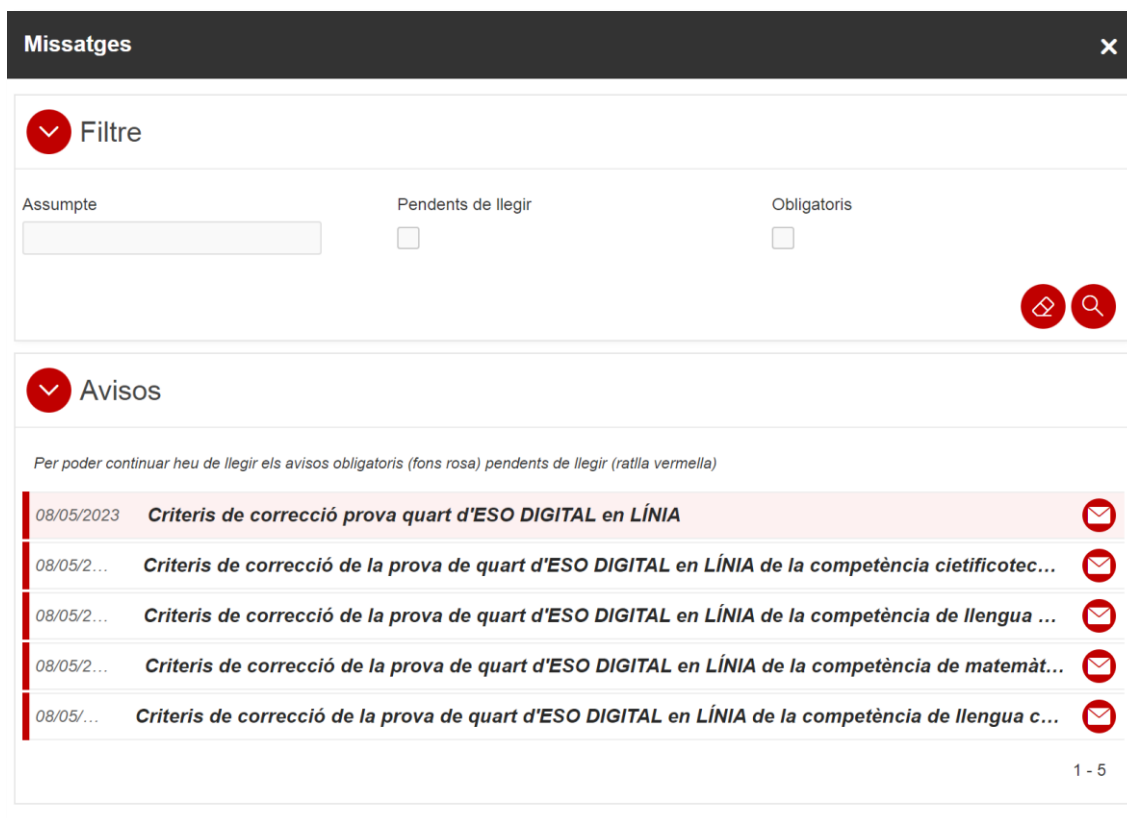 Missatges
Filtre
Assumpte
Pendents de llegir
Obligatoris
Avisos
Per poder continuar heu de llegir els avisos obligatoris (fons rosa) pendents de llegir (ratlla vermella)
08/05/2023 Criteris de correcció prova quart d'ESO DIGITAL en LÍNIA
08/05/2... Criteris de correcció de la prova de quart d'ESO DIGITAL en LÍNIA de la competència cietificotec...
08/05/2... Criteris de correcció de la prova de quart d'ESO DIGITAL en LÍNIA de la competència de llengua ...
08/05/2... Criteris de correcció de la prova de quart d'ESO DIGITAL en LÍNIA de la competència de matemàt...
08/05/... Criteris de correcció de la prova de quart d'ESO DIGITAL en LÍNIA de la competència de llengua c...
1 - 5